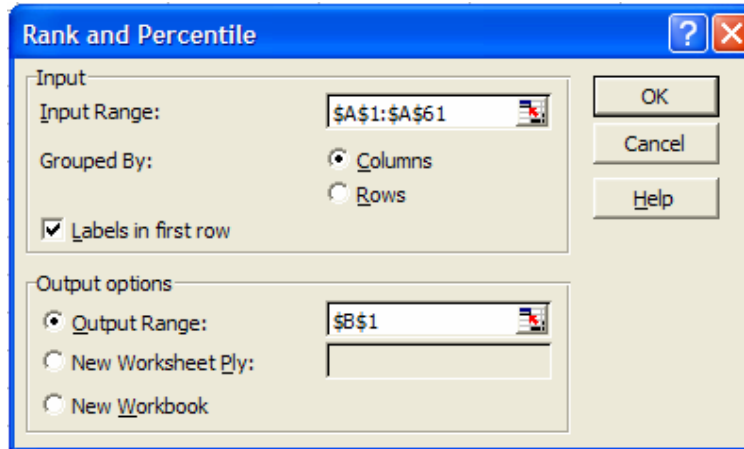 Rank and Percentile
Input
Input Range: $A$1:$A$61
Grouped By: Columns
Rows
Labels in first row
OK
Cancel
Help
Output options
Output Range: $B$1
New Worksheet Ply:
New Workbook